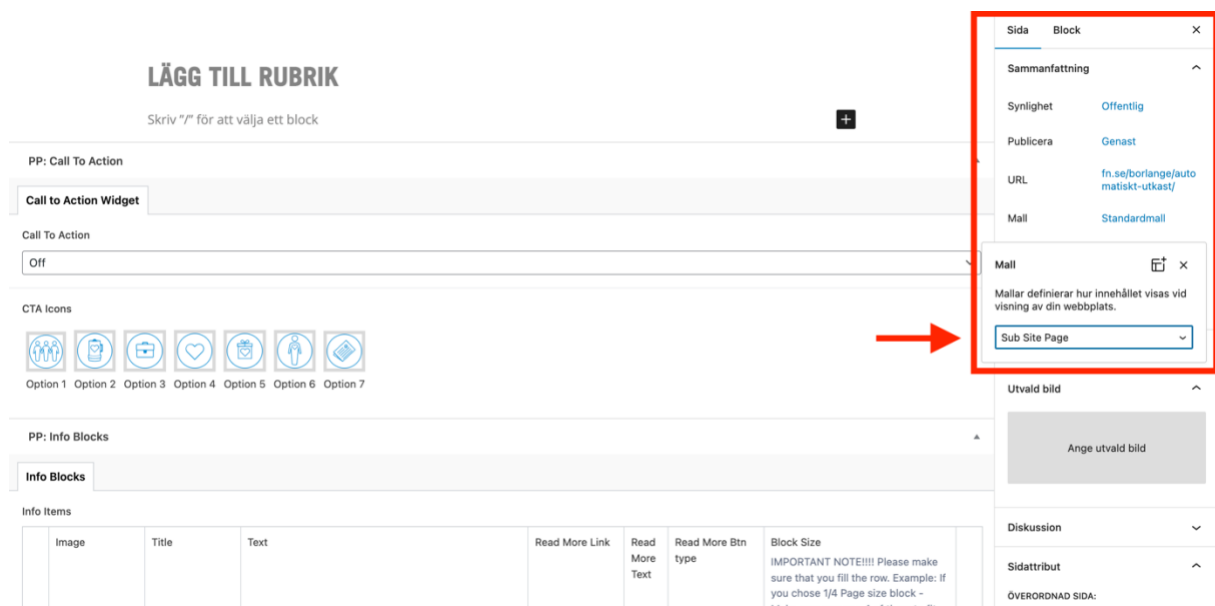 LÄGG TILL RUBRIK
Skriv "/" för att välja ett block
PP: Call To Action
Call to Action Widget
Call To Action
Off
CTA Icons
Option 1 Option 2 Option 3 Option 4 Option 5 Option 6 Option 7
PP: Info Blocks
Info Blocks
Info Items
Image
Title
Text
Read More Link
Read
More
Text
Read More Btn
type
Block Size
IMPORTANT NOTE!!!! Please make
sure that you fill the row. Example: If
you chose 1/4 Page size block -
Sida Block
Sammanfattning
Synlighet Offentlig
Publicera Genast
URL fn.se/borlange/auto
matiskt-utkast/
Mall Standardmall
Mall
Mallar definierar hur innehållet visas vid
visning av din webbplats.
Sub Site Page
Utvald bild
Ange utvald bild
Diskussion
Sidattribut
ÖVERORDNAD SIDA: